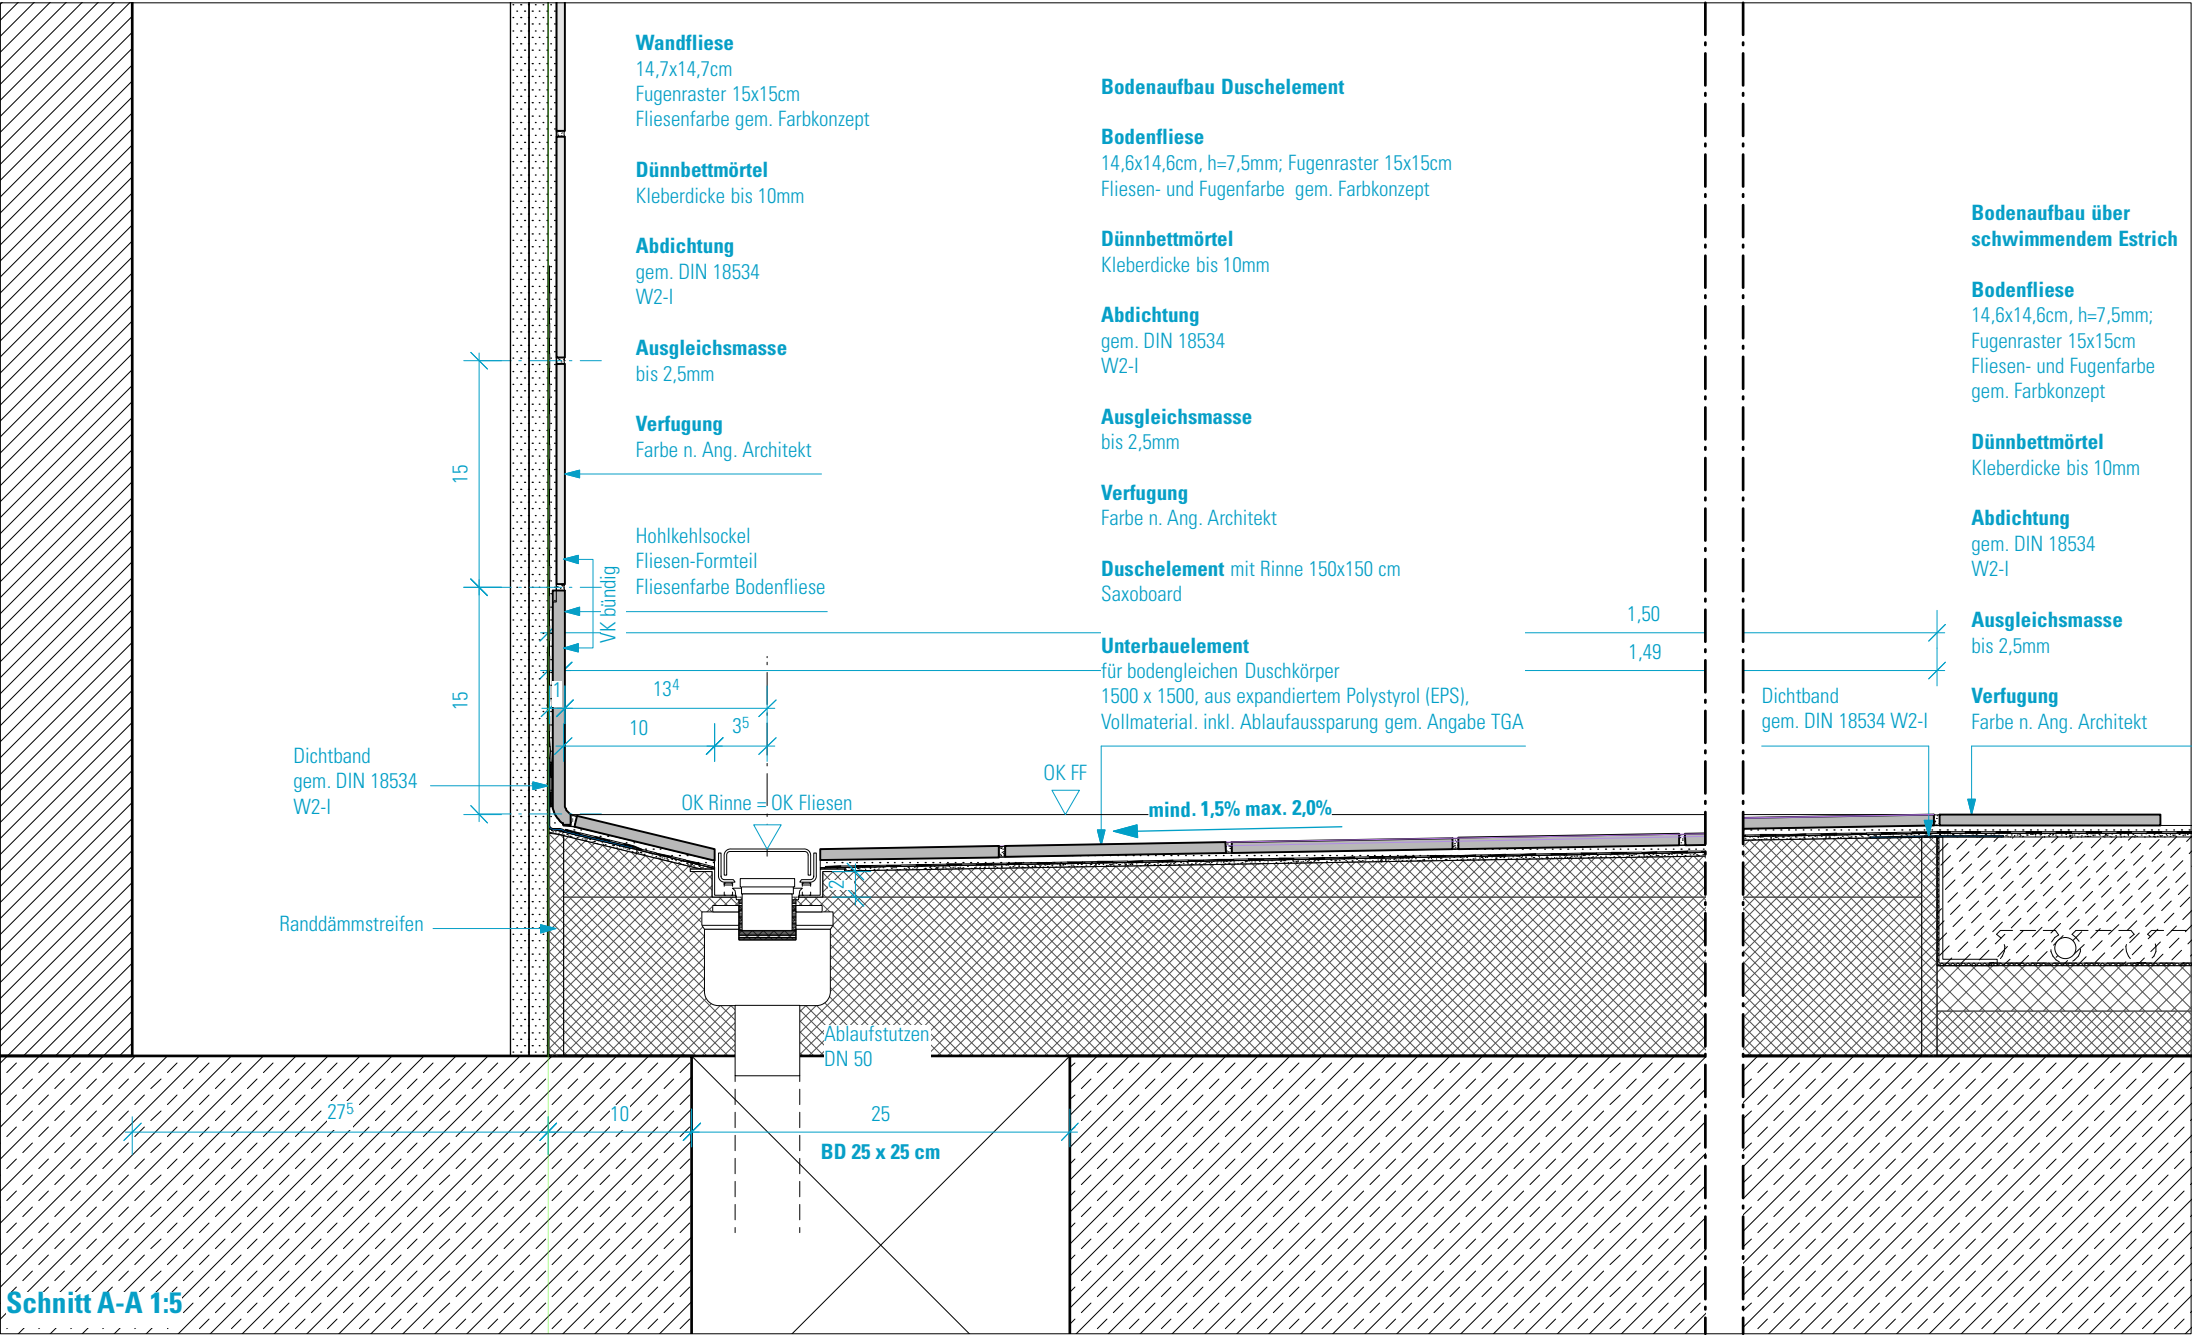 Wandfliese
14,7x14,7cm
Fugenraster 15x15cm
Fliesenfarbe gem. Farbkonzept
Dünnbettmörtel
Kleberdicke bis 10mm
Abdichtung
gem. DIN 18534
W2-I
Ausgleichsmasse
bis 2,5mm
Verfugung
Farbe n. Ang. Architekt
Hohlkehlsockel
Fliesen-Formteil
Fliesenfarbe Bodenfliese
VK bündig
15
15
Bodenaufbau Duschelement
Bodenfliese
14,6x14,6cm, h=7,5mm; Fugenraster 15x15cm
Fliesen- und Fugenfarbe gem. Farbkonzept
Dünnbettmörtel
Kleberdicke bis 10mm
Abdichtung
gem. DIN 18534
W2-I
Ausgleichsmasse
bis 2,5mm
Verfugung
Farbe n. Ang. Architekt
Duschelement mit Rinne 150x150 cm
Saxoboard
Unterbauelement
für bodengleichen Duschkörper
1500 x 1500, aus expandiertem Polystyrol (EPS),
Vollmaterial. inkl. Ablaufaussparung gem. Angabe TGA
Bodenaufbau über
schwimmendem Estrich
Bodenfliese
14,6x14,6cm, h=7,5mm;
Fugenraster 15x15cm
Fliesen- und Fugenfarbe
gem. Farbkonzept
Dünnbettmörtel
Kleberdicke bis 10mm
Abdichtung
gem. DIN 18534
W2-I
Ausgleichsmasse
bis 2,5mm
Verfugung
Farbe n. Ang. Architekt
1,50
1,49
Dichtband
gem. DIN 18534 W2-I
1
13⁴
10
3⁵
Dichtband
gem. DIN 18534
W2-I
OK Rinne = OK Fliesen
OK FF
mind. 1,5% max. 2,0%
2
Randdämmstreifen
Ablaufstutzen
DN 50
27⁵
10
25
BD 25 x 25 cm
Schnitt A-A 1:5